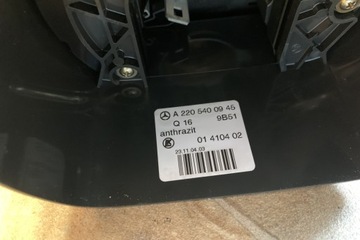 A 220 540 09 45
Q 16 9B51
anthrazit
01 4104 02
23.11.04.03